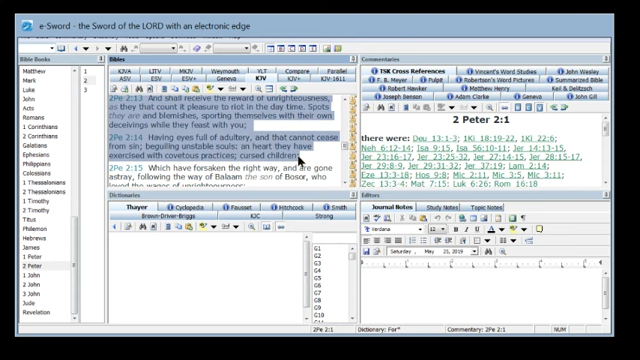 e-Sword - the Sword of the LORD with an electronic edge
Bible Books
Matthew
Mark
Luke
John
Acts
Romans
1 Corinthians
2 Corinthians
Galatians
Ephesians
Philippians
Colossians
1 Thessalonians
2 Thessalonians
1 Timothy
2 Timothy
Titus
Philemon
Hebrews
James
1 Peter
2 Peter
1 John
2 John
3 John
Jude
Revelation
1
2
3
Bibles
KJVA LITV MKJV Weymouth YLT Compare Parallel
ASV ESV ESV+ Geneva KJV KJV+ KJV-1611
2Pe 2:13 And shall receive the reward of unrighteousness,
as they that count it pleasure to riot in the day time. Spots
they are and blemishes, sporting themselves with their own
deceivings while they feast with you;
2Pe 2:14 Having eyes full of adultery, and that cannot cease
from sin; beguiling unstable souls: an heart they have
exercised with covetous practices; cursed children:
2Pe 2:15 Which have forsaken the right way, and are gone
astray, following the way of Balaam the son of Bosor, who
loved the wages of unrighteousness;
Dictionaries
Thayer Cyclopedia Fausset Hitchcock Smith
Brown-Driver-Briggs KJC Strong
G1
G2
G3
G4
G5
G6
G7
G8
G9
G10
Commentaries
TSK Cross References Vincent's Word Studies John Wesley
F. B. Meyer Pulpit Robertson's Word Pictures Summarized Bible
Robert Hawker Matthew Henry Keil & Delitzsch
Joseph Benson Adam Clarke Geneva John Gill
2 Peter 2:1
there were: Deu 13:1-3; 1Ki 18:19-22, 1Ki 22:6;
Neh 6:12-14; Isa 9:15, Isa 56:10-11; Jer 14:13-15,
Jer 23:16-17, Jer 23:25-32, Jer 27:14-15, Jer 28:15-17,
Jer 29:8-9, Jer 29:31-32, Jer 37:19; Lam 2:14;
Eze 13:3-18; Hos 9:8; Mic 2:11, Mic 3:5, Mic 3:11;
Zec 13:3-4; Mat 7:15; Luk 6:26; Rom 16:18
Editors
Journal Notes Study Notes Topic Notes
Verdana 12
Saturday , May 25, 2019
2Pe 2:1 Dictionary: For" Commentary: 2Pe 2:1 NUM